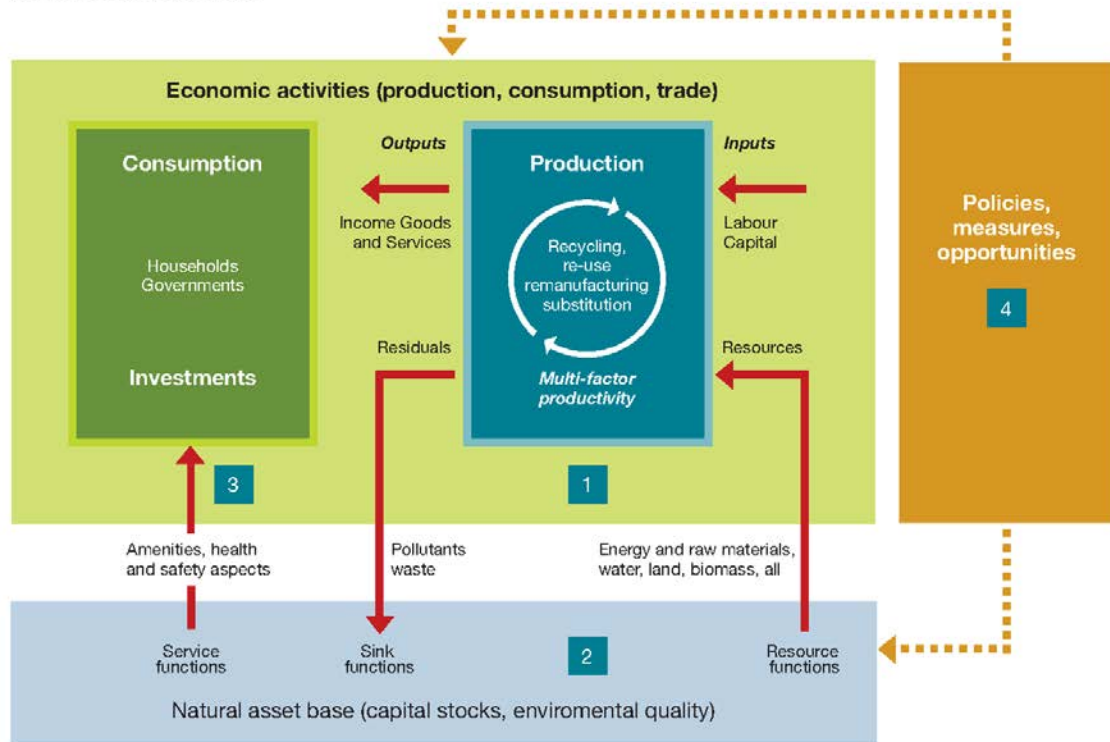 Economic activities (production, consumption, trade)
Consumption
Households
Governments
Investments
3
Outputs
Income Goods
and Services
Residuals
Production
Recycling,
re-use
remanufacturing
substitution
Multi-factor
productivity
1
Inputs
Labour
Capital
Resources
Policies,
measures,
opportunities
4
Amenities, health
and safety aspects
Pollutants
waste
Energy and raw materials,
water, land, biomass, all
Service
functions
Sink
functions
2
Resource
functions
Natural asset base (capital stocks, enviromental quality)